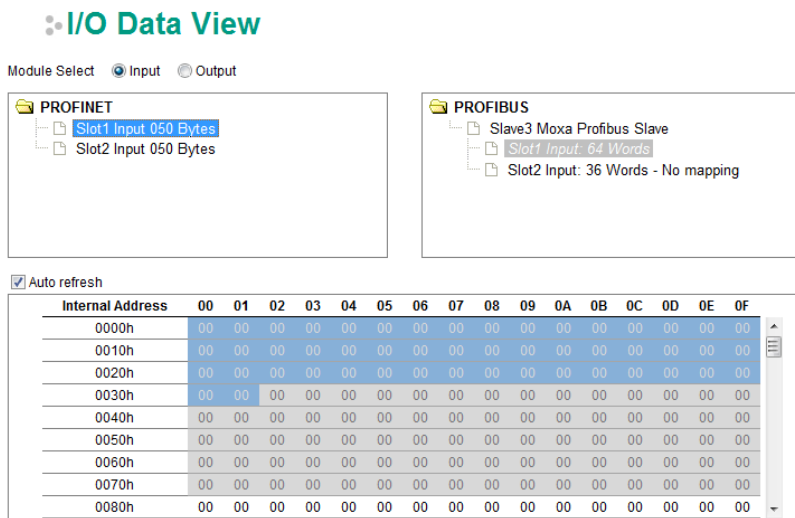 I/O Data View
Module Select Input Output
PROFINET
Slot1 Input 050 Bytes
Slot2 Input 050 Bytes
PROFIBUS
Slave3 Moxa Profibus Slave
Slot1 Input: 64 Words
Slot2 Input: 36 Words - No mapping
Auto refresh
Internal Address 00 01 02 03 04 05 06 07 08 09 0A 0B 0C 0D 0E 0F
0000h 00 00 00 00 00 00 00 00 00 00 00 00 00 00 00 00
0010h 00 00 00 00 00 00 00 00 00 00 00 00 00 00 00 00
0020h 00 00 00 00 00 00 00 00 00 00 00 00 00 00 00 00
0030h 00 00 00 00 00 00 00 00 00 00 00 00 00 00 00 00
0040h 00 00 00 00 00 00 00 00 00 00 00 00 00 00 00 00
0050h 00 00 00 00 00 00 00 00 00 00 00 00 00 00 00 00
0060h 00 00 00 00 00 00 00 00 00 00 00 00 00 00 00 00
0070h 00 00 00 00 00 00 00 00 00 00 00 00 00 00 00 00
0080h 00 00 00 00 00 00 00 00 00 00 00 00 00 00 00 00